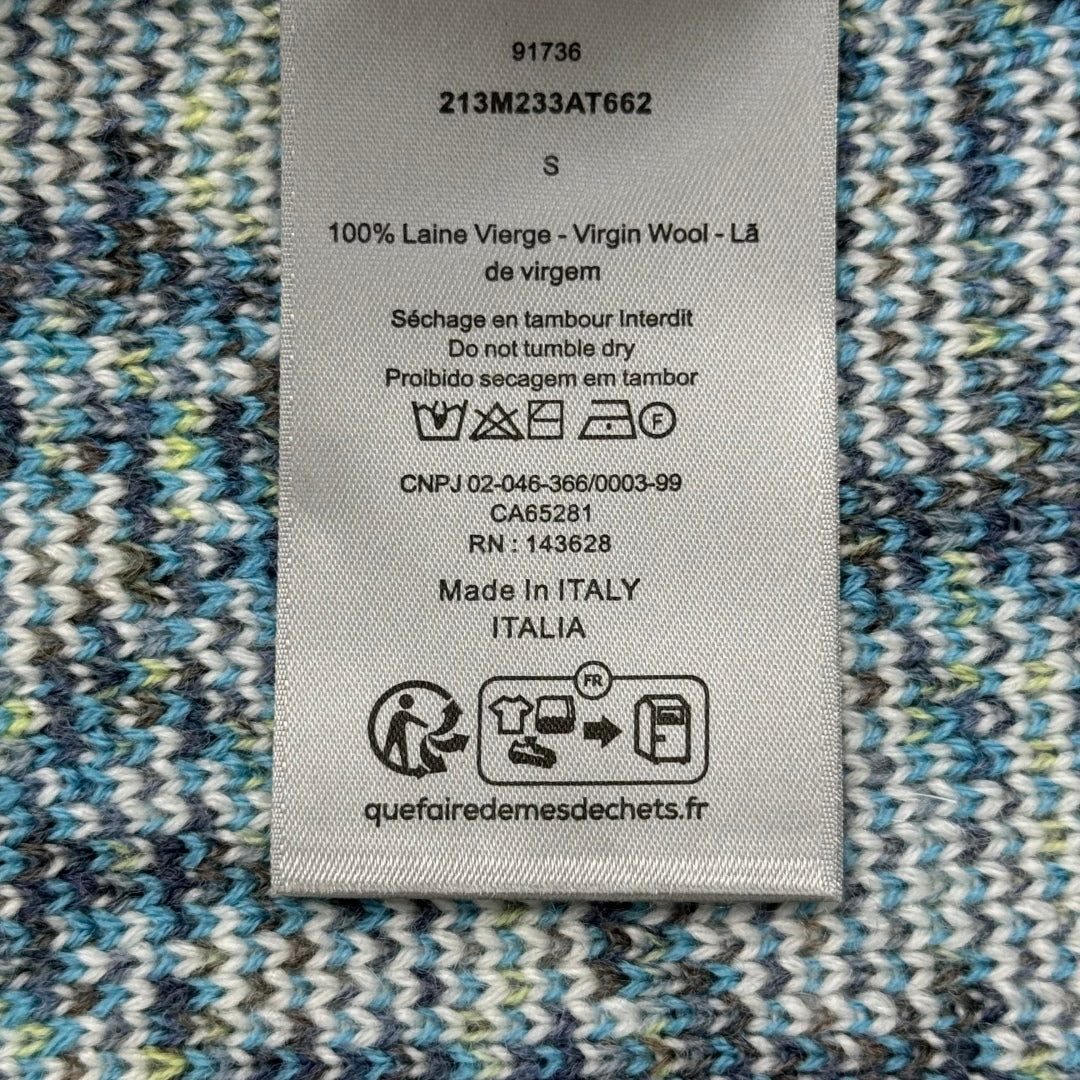 91736
213M233AT662
S
100% Laine Vierge - Virgin Wool - Lã
de virgem
Séchage en tambour Interdit
Do not tumble dry
Proibido secagem em tambor
F
CNPJ 02-046-366/0003-99
CA65281
RN : 143628
Made In ITALY
ITALIA
FR
quefairedemesdechets.fr